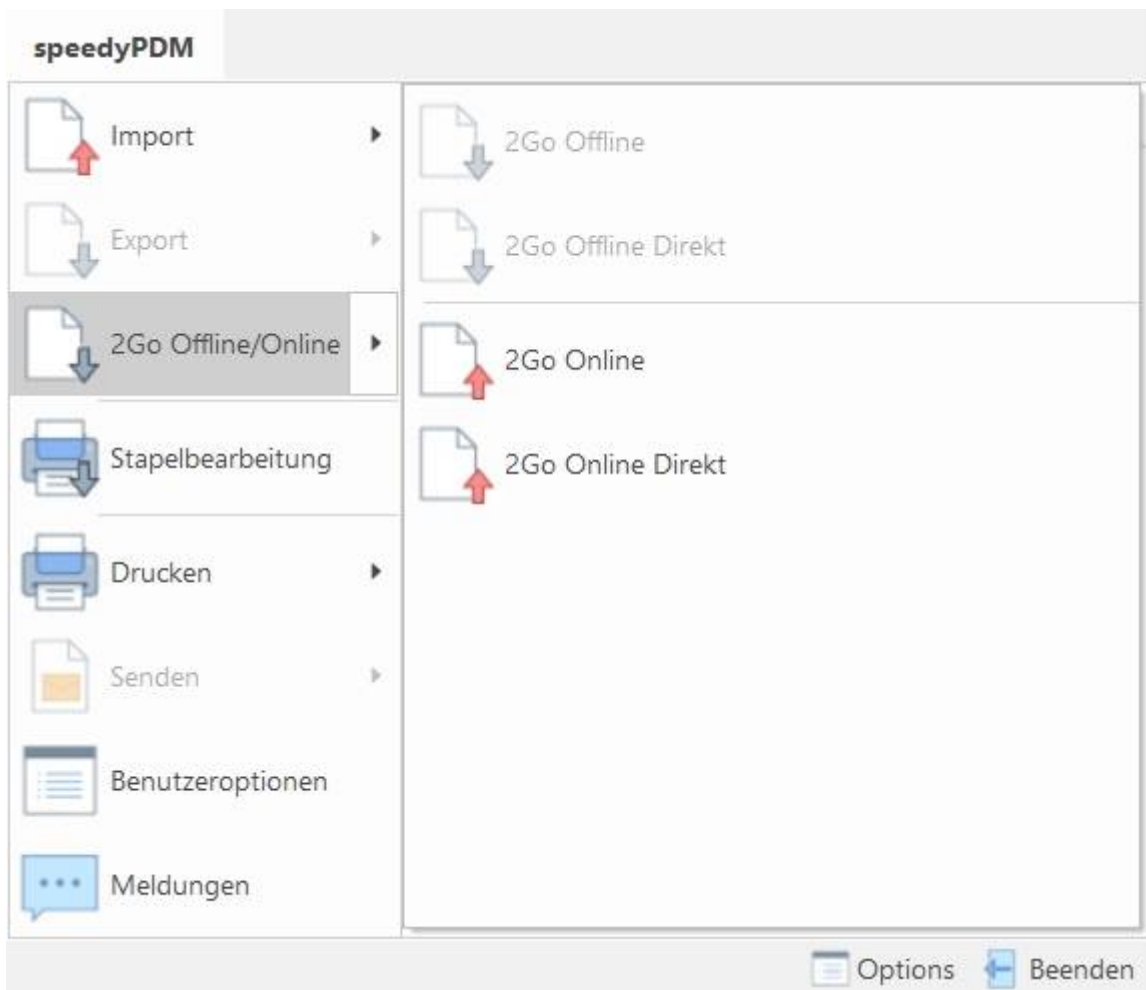 speedyPDM
Import
Export
2Go Offline/Online
Stapelbearbeitung
Drucken
Senden
Benutzeroptionen
Meldungen
2Go Offline
2Go Offline Direkt
2Go Online
2Go Online Direkt
Options
Beenden